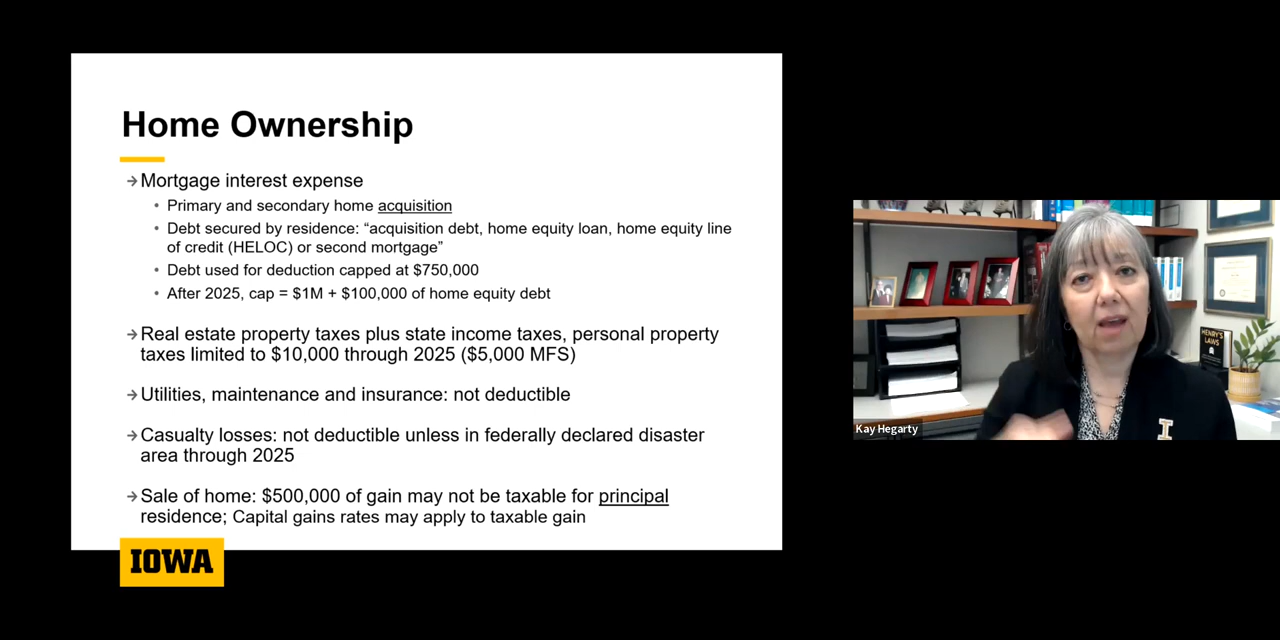 Home Ownership
→Mortgage interest expense
• Primary and secondary home acquisition
• Debt secured by residence: “acquisition debt, home equity loan, home equity line
of credit (HELOC) or second mortgage”
• Debt used for deduction capped at $750,000
• After 2025, cap = $1M + $100,000 of home equity debt
→Real estate property taxes plus state income taxes, personal property
taxes limited to $10,000 through 2025 ($5,000 MFS)
→Utilities, maintenance and insurance: not deductible
→Casualty losses: not deductible unless in federally declared disaster
area through 2025
→Sale of home: $500,000 of gain may not be taxable for principal
residence; Capital gains rates may apply to taxable gain
IOWA
HENRY'S
LAWS
I
Kay Hegarty